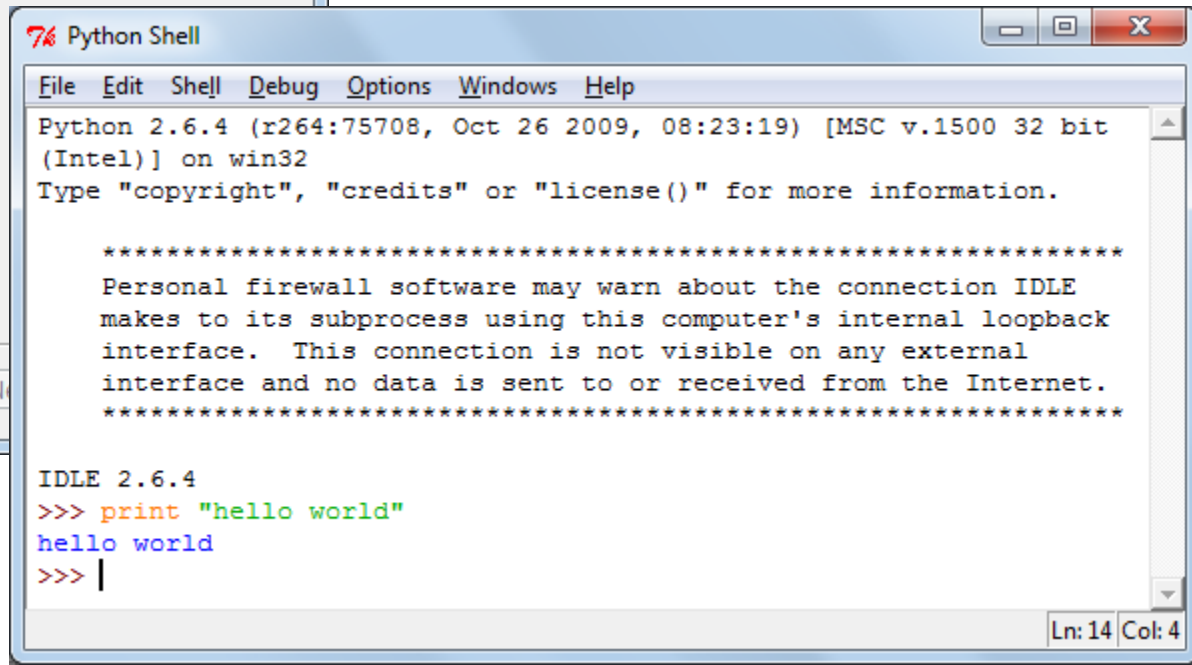 Python Shell
File Edit Shell Debug Options Windows Help
Python 2.6.4 (r264:75708, Oct 26 2009, 08:23:19) [MSC v.1500 32 bit
(Intel)] on win32
Type "copyright", "credits" or "license()" for more information.
****************************************************************
Personal firewall software may warn about the connection IDLE
makes to its subprocess using this computer's internal loopback
interface.  This connection is not visible on any external
interface and no data is sent to or received from the Internet.
****************************************************************
IDLE 2.6.4
>>> print "hello world"
hello world
>>>
Ln: 14 Col: 4